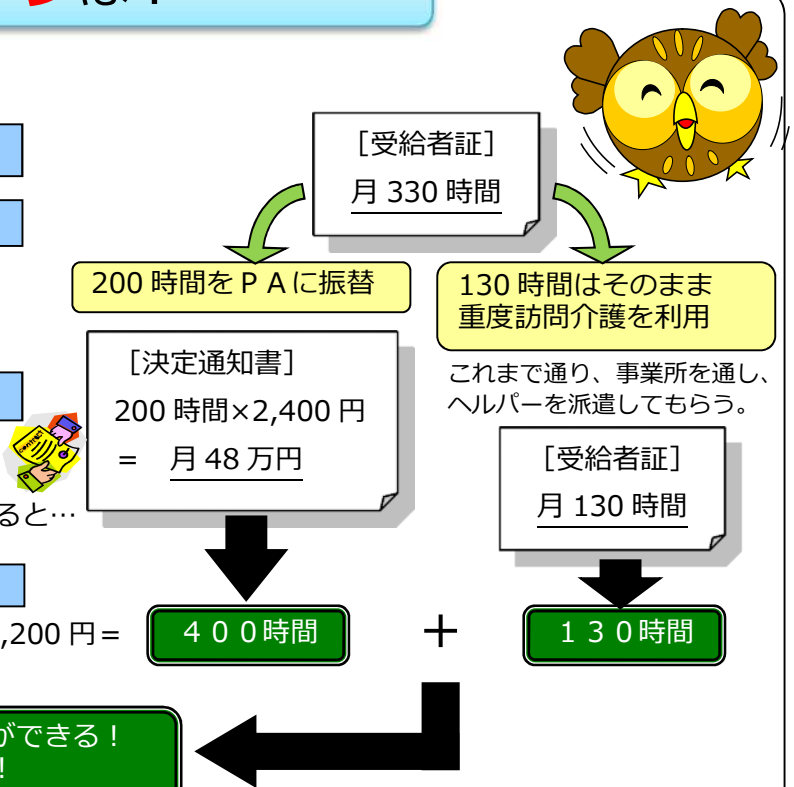 は？
［受給者証］
月 330 時間
200 時間をＰＡに振替
130 時間はそのまま
重度訪問介護を利用
［決定通知書］
200 時間×2,400 円
＝ 月 48 万円
これまで通り、事業所を通し、
ヘルパーを派遣してもらう。
［受給者証］
月 130 時間
contract
ると…
,200 円＝
４００時間
＋
１３０時間
ができる！
！